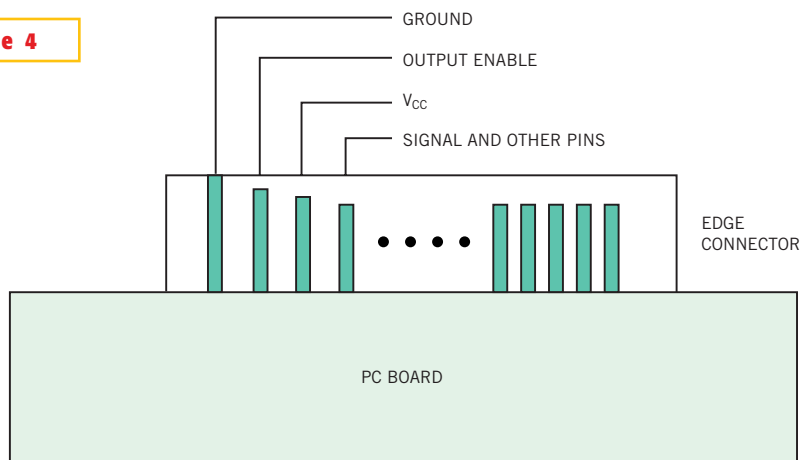 GROUND
e 4
OUTPUT ENABLE
VCC
SIGNAL AND OTHER PINS
EDGE
CONNECTOR
PC BOARD